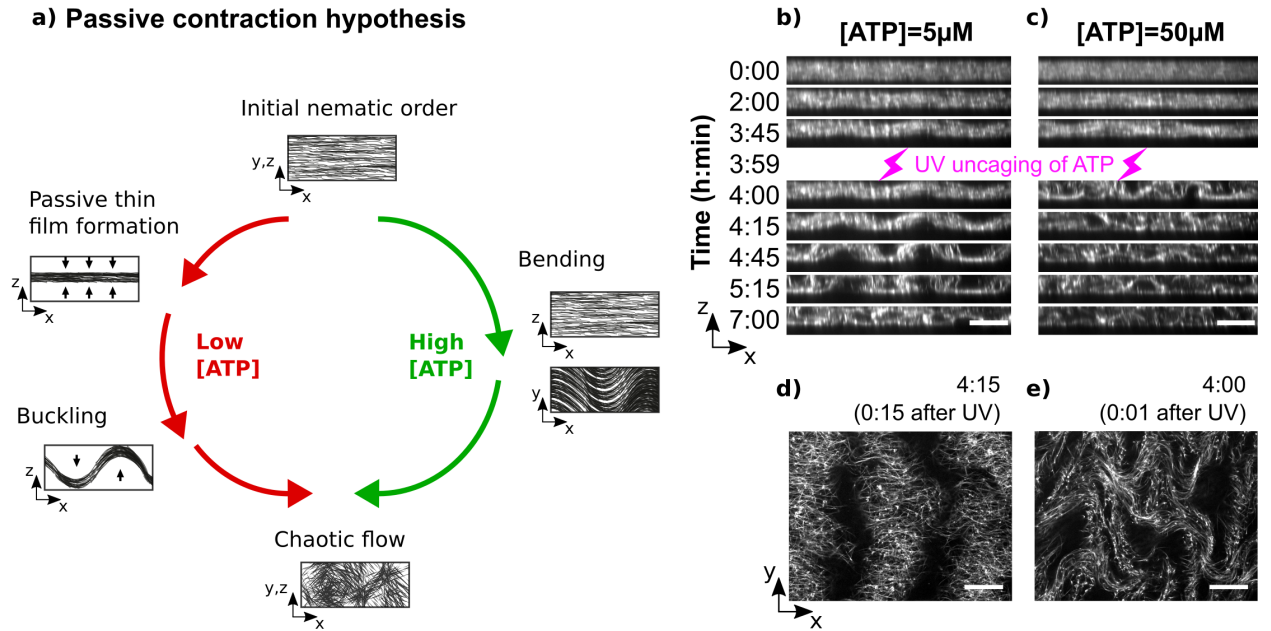 a) Passive contraction hypothesis
Initial nematic order
y,z
x
Passive thin
film formation
z
x
Low
[ATP]
Buckling
z
x
High
[ATP]
Bending
z
x
y
x
Chaotic flow
y,z
x
b)
[ATP]=5µM
c)
[ATP]=50µM
Time (h:min)
0:00
2:00
3:45
3:59
UV uncaging of ATP
4:00
4:15
4:45
5:15
7:00
z
x
d)
4:15
(0:15 after UV)
e)
4:00
(0:01 after UV)
y
x